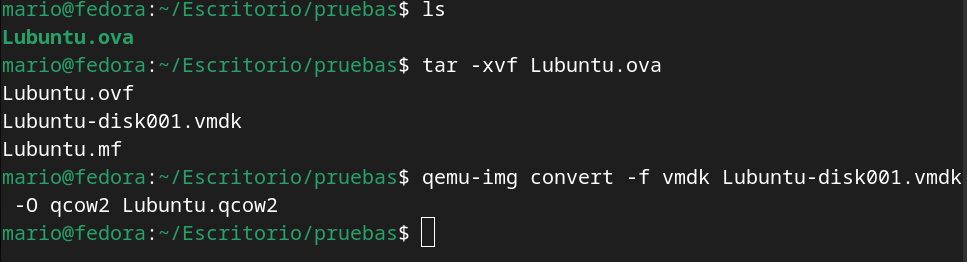 mario@fedora:~/Escritorio/pruebas$ ls
Lubuntu.ova
mario@fedora:~/Escritorio/pruebas$ tar -xvf Lubuntu.ova
Lubuntu.ovf
Lubuntu-disk001.vmdk
Lubuntu.mf
mario@fedora:~/Escritorio/pruebas$ qemu-img convert -f vmdk Lubuntu-disk001.vmdk
 -O qcow2 Lubuntu.qcow2
mario@fedora:~/Escritorio/pruebas$